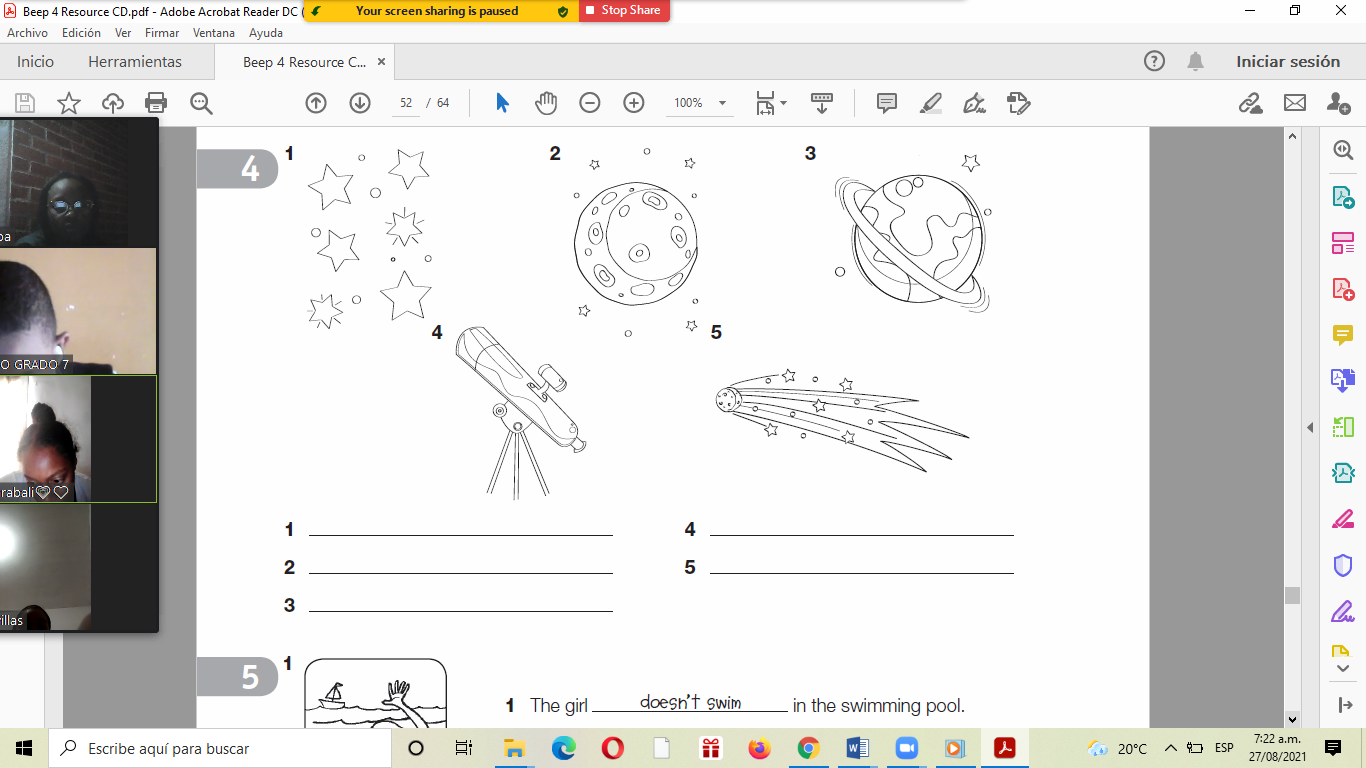 Beep 4 Resource CD.pdf - Adobe Acrobat Reader DC (
Your screen sharing is paused
Stop Share
Archivo Edición Ver Firmar Ventana Ayuda
Inicio Herramientas Beep 4 Resource C... ×
Iniciar sesión
52 / 64
100%
4
1
2
3
4
5
O GRADO 7
rabali
illas
1
4
2
5
3
5
1
1 The girl doesn't swim in the swimming pool.
Escribe aquí para buscar
20°C
ESP
7:22 a.m.
27/08/2021